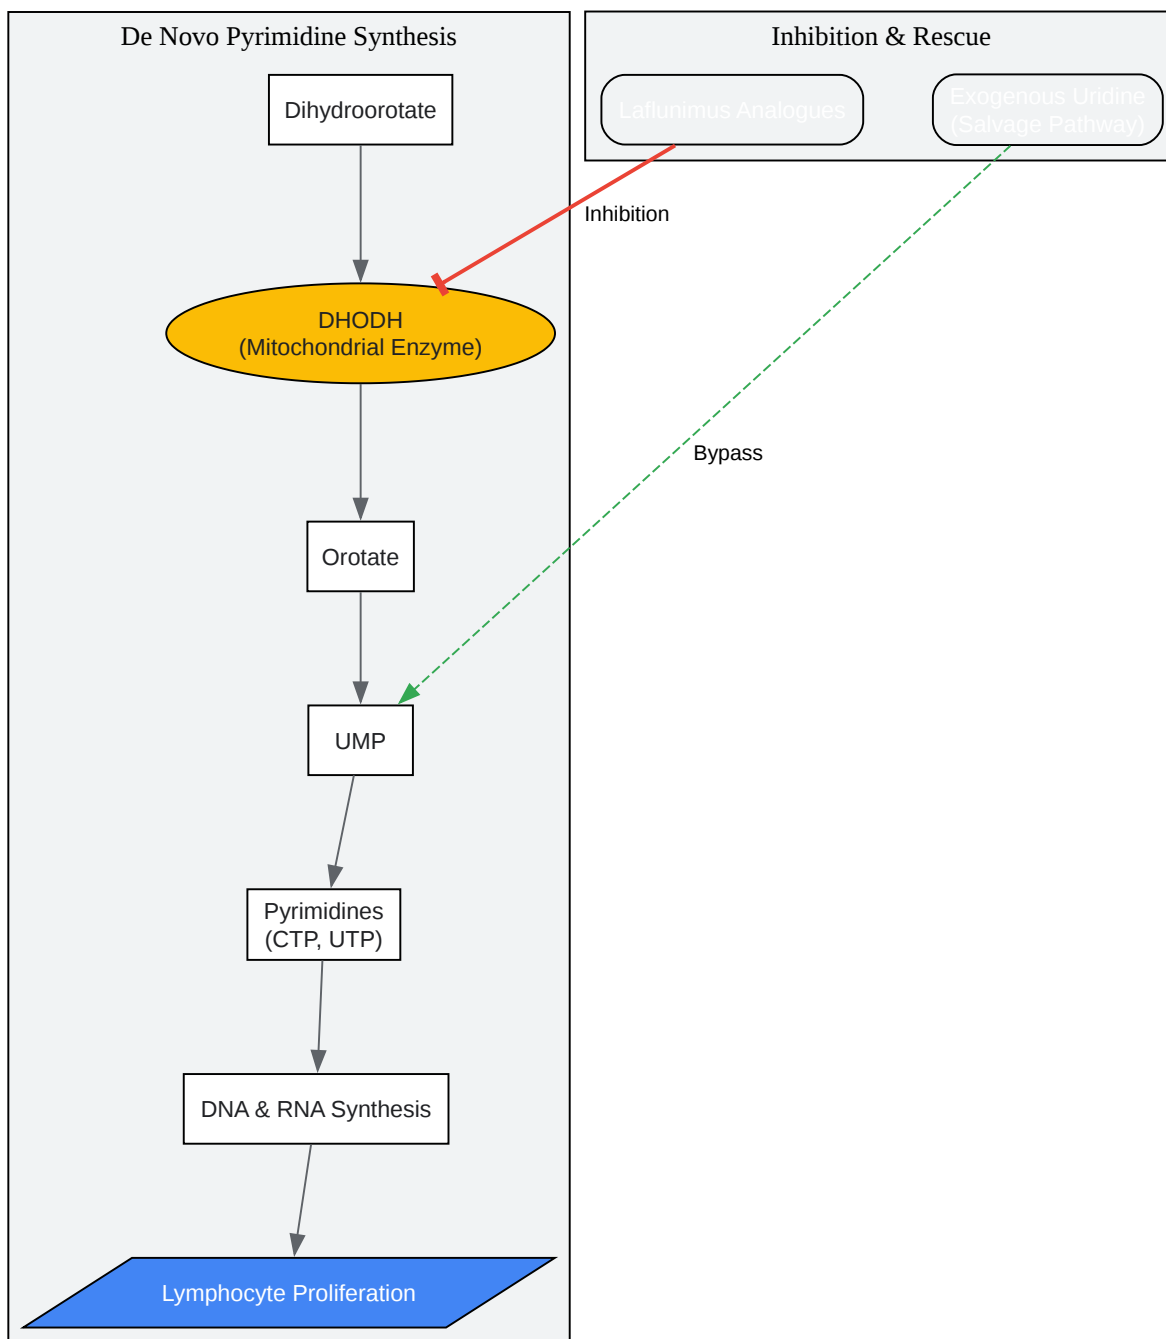 De Novo Pyrimidine Synthesis
Dihydroorotate
DHODH
(Mitochondrial Enzyme)
Orotate
UMP
Pyrimidines
(CTP, UTP)
DNA & RNA Synthesis
Lymphocyte Proliferation
Inhibition & Rescue
Laflunimus Analogues
Exogenous Uridine
(Salvage Pathway)
Inhibition
Bypass